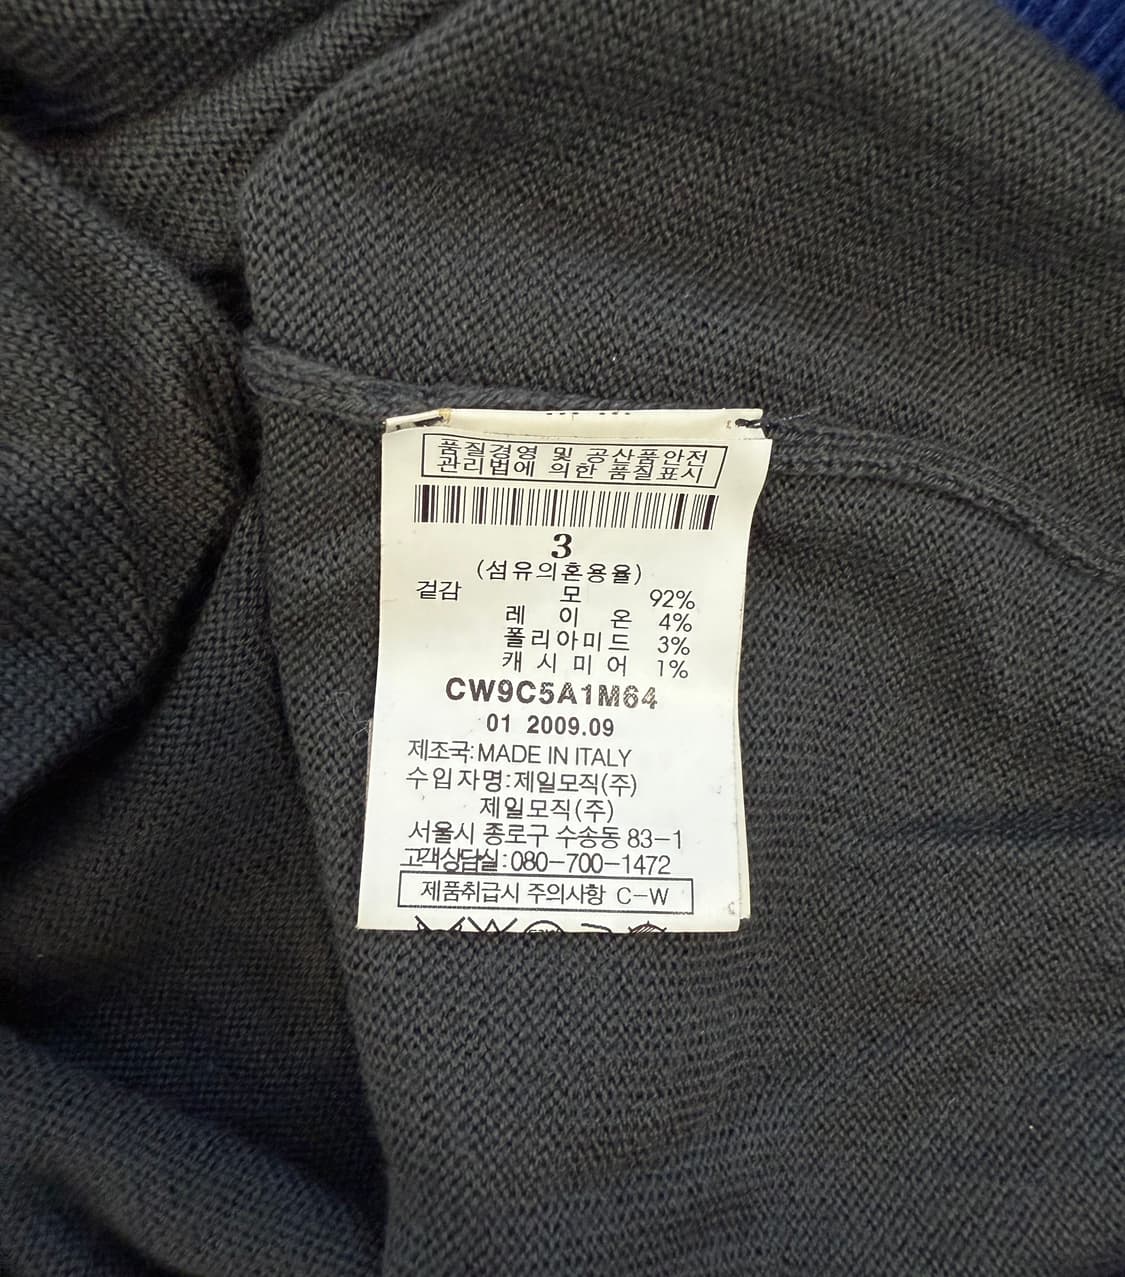 품질경영 및 공산품안전
관리법에 의한 품질표시
3
(섬유의혼용율)
겉감 모 92%
레이온 4%
폴리아미드 3%
캐시미어 1%
CW9C5A1M64
01 2009.09
제조국:MADE IN ITALY
수입자명:제일모직(주)
제일모직(주)
서울시 종로구 수송동 83-1
고객상담실:080-700-1472
제품취급시 주의사항 C-W